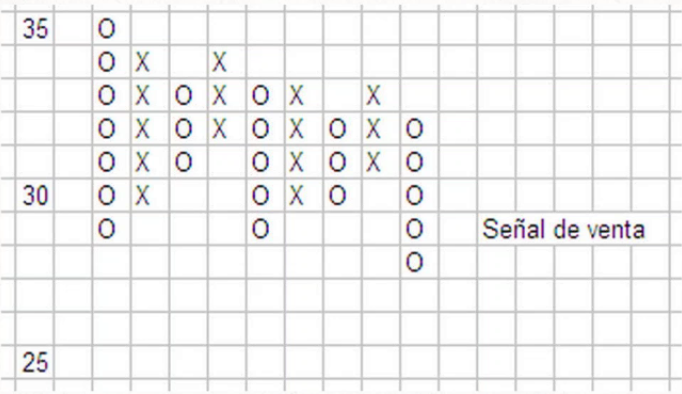 35 O
O X X
O X O X O X X
O X O X O X O X O
O X O O X O X O
30 O X O X O O
O O O Señal de venta
O
25